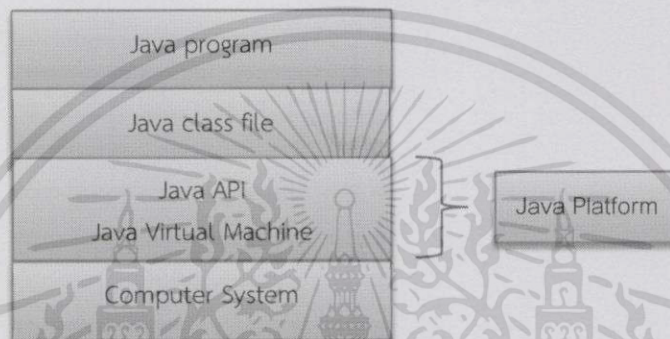 Java program
Java class file
Java API
Java Virtual Machine
Java Platform
Computer System